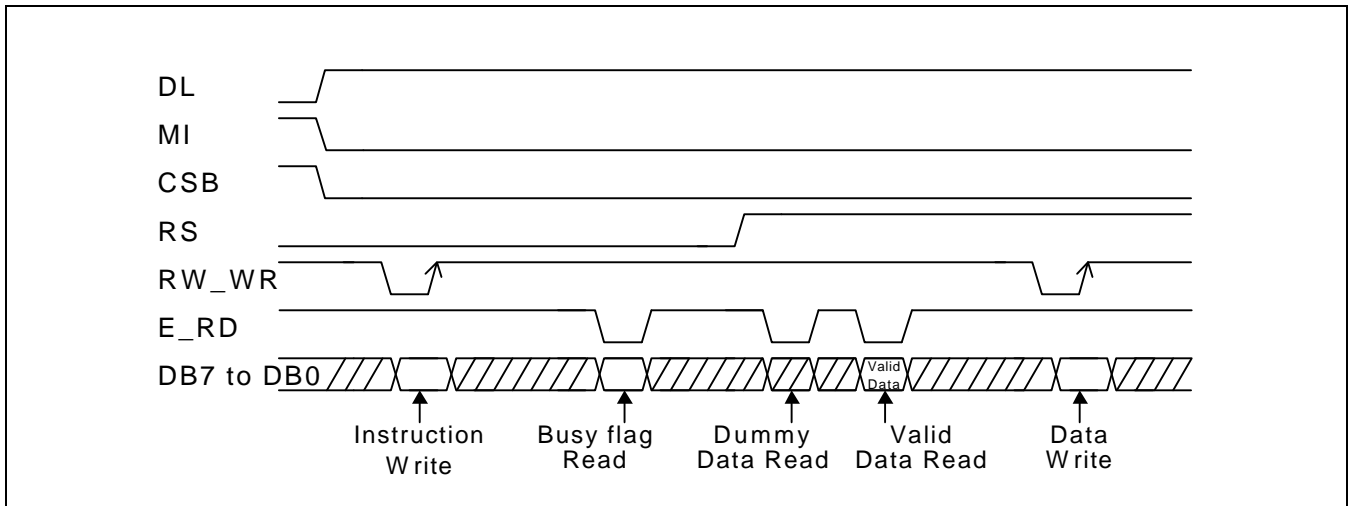 DL
MI
CSB
RS
RW_WR
E_RD
DB7 to DB0
Valid
Data
Instruction Write
Busy flag Read
Dummy Data Read
Valid Data Read
Data Write